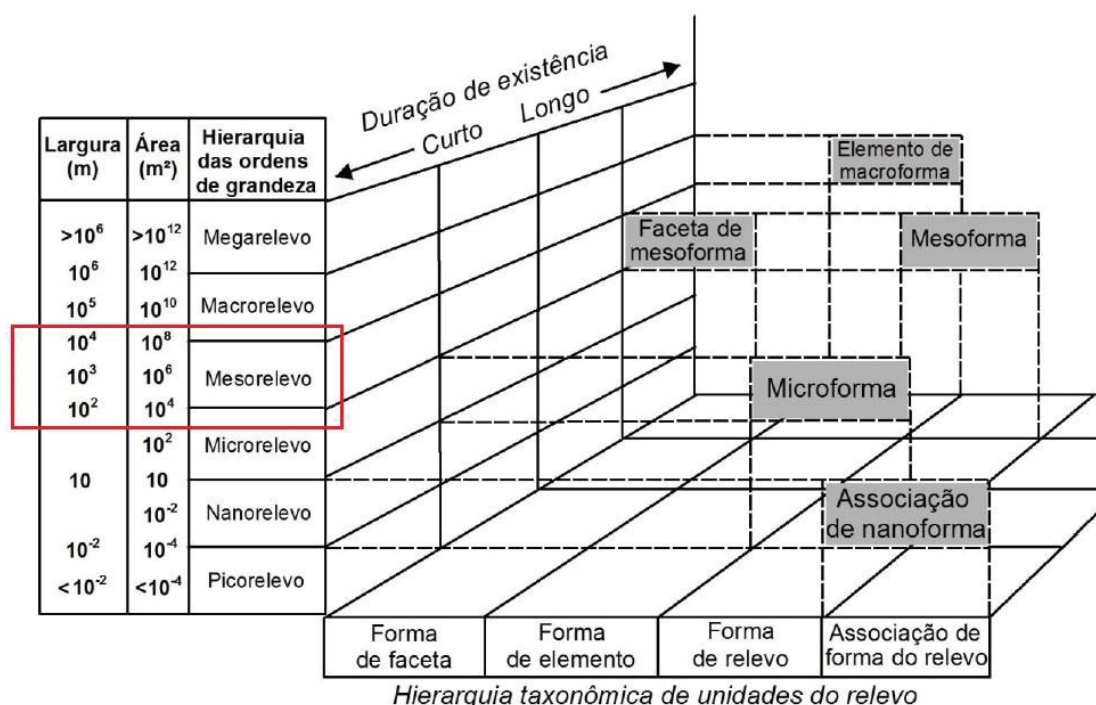 Duração de existência
Curto
Longo
Largura
(m)
Área
(m²)
Hierarquia
das ordens
de grandeza
>10⁶ >10¹² Megarelevo
10⁶ 10¹²
10⁵ 10¹⁰ Macrorelevo
10⁴ 10⁸
10³ 10⁶ Mesorelevo
10² 10⁴
10² Microrelevo
10 10
10⁻² Nanorelevo
10⁻² 10⁻⁴
<10⁻² <10⁻⁴ Picorelevo
Elemento de
macroforma
Faceta de
mesoforma
Mesoforma
Microforma
Associação
de nanoforma
Forma
de faceta
Forma
de elemento
Forma
de relevo
Associação de
forma do relevo
Hierarquia taxonômica de unidades do relevo